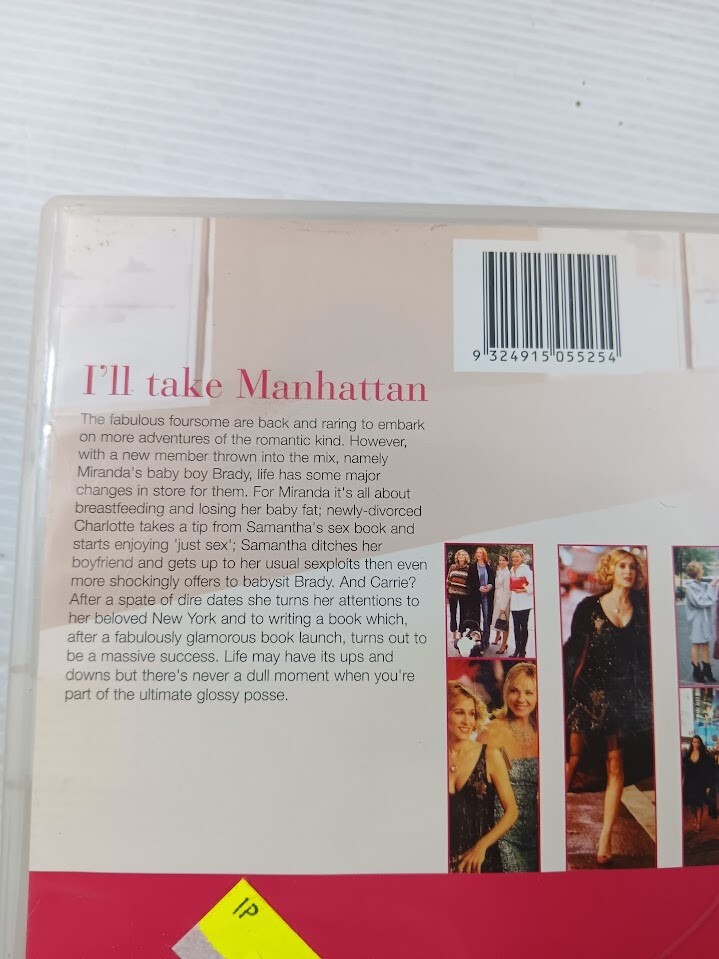 9 324915 055254
I'll take Manhattan
The fabulous foursome are back and raring to embark
on more adventures of the romantic kind. However,
with a new member thrown into the mix, namely
Miranda's baby boy Brady, life has some major
changes in store for them. For Miranda it's all about
breastfeeding and losing her baby fat; newly-divorced
Charlotte takes a tip from Samantha's sex book and
starts enjoying 'just sex'; Samantha ditches her
boyfriend and gets up to her usual sexploits then even
more shockingly offers to babysit Brady. And Carrie?
After a spate of dire dates she turns her attentions to
her beloved New York and to writing a book which,
after a fabulously glamorous book launch, turns out to
be a massive success. Life may have its ups and
downs but there's never a dull moment when you're
part of the ultimate glossy posse.
IP